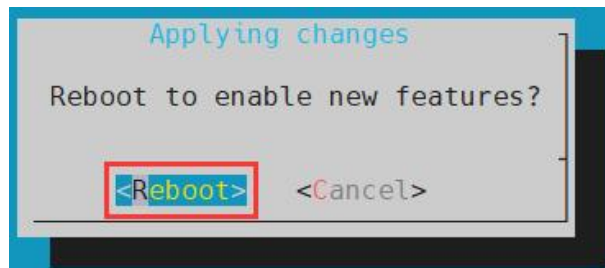 Applying changes
Reboot to enable new features?
<Reboot> <Cancel>